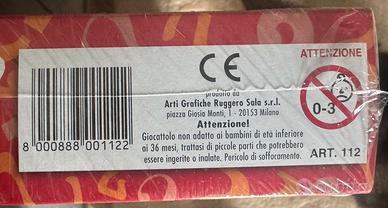 ATTENZIONE
CE
prodotto da
Arti Grafiche Ruggero Sala s.r.l.
piazza Giosia Monti, 1 - 20153 Milano
Attenzione!
Giocattolo non adatto ai bambini di età inferiore
ai 36 mesi, trattasi di piccole parti che potrebbero
essere ingerite o inalate. Pericolo di soffocamento.
0-3
ART. 112
8 000888 001122